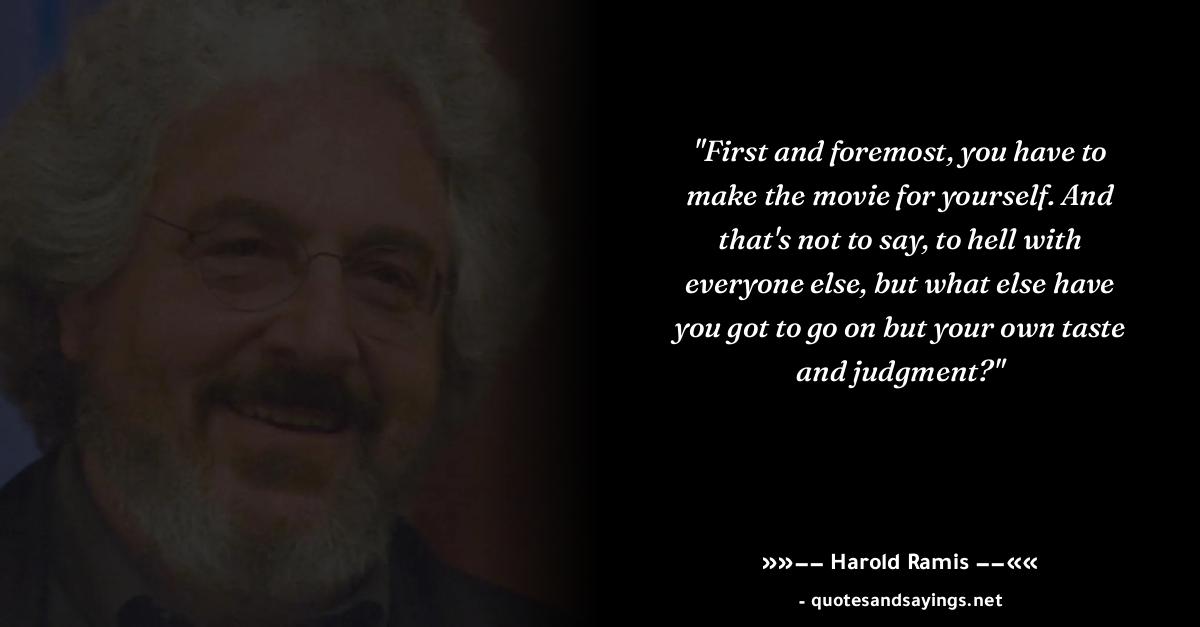 "First and foremost, you have to
make the movie for yourself. And
that's not to say, to hell with
everyone else, but what else have
you got to go on but your own taste
and judgment?"
»»–– Harold Ramis ––««
- quotesandsayings.net